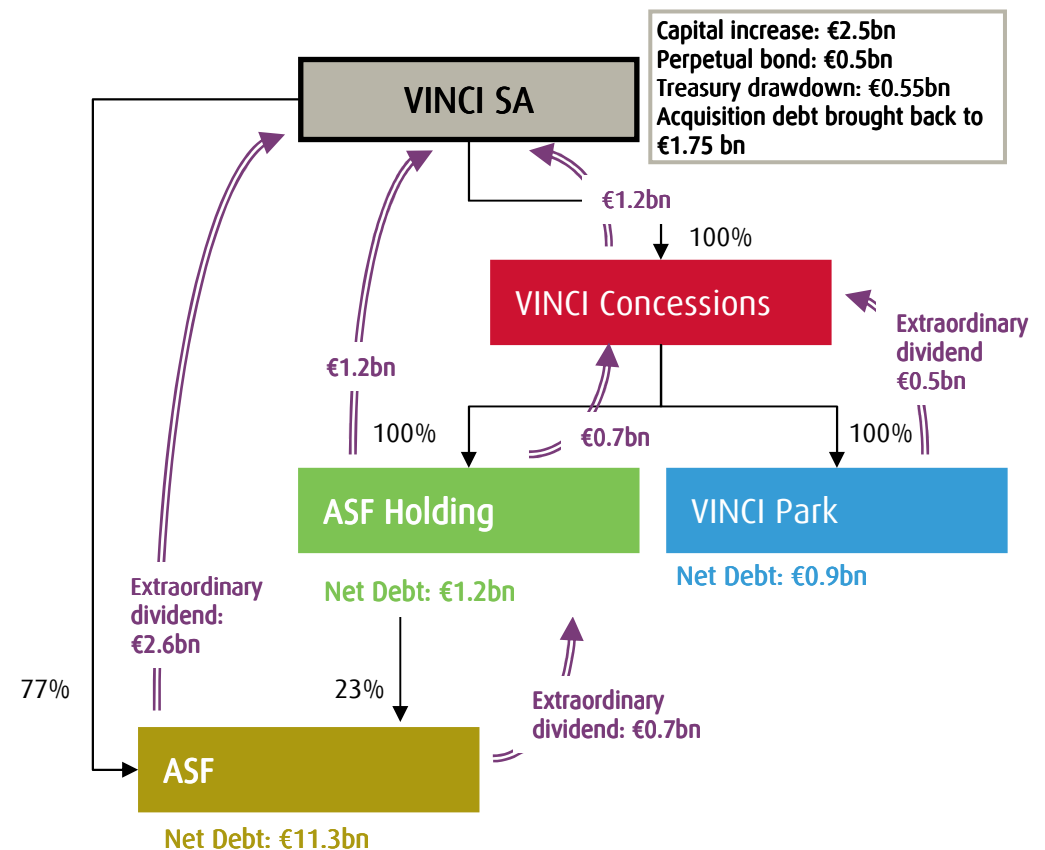 Capital increase: €2.5bn
Perpetual bond: €0.5bn
Treasury drawdown: €0.55bn
Acquisition debt brought back to
€1.75 bn
VINCI SA
€1.2bn
100%
VINCI Concessions
Extraordinary
dividend
€0.5bn
€1.2bn
100%
€0.7bn
100%
ASF Holding
VINCI Park
Net Debt: €1.2bn
Net Debt: €0.9bn
Extraordinary
dividend:
€2.6bn
77%
23%
Extraordinary
dividend: €0.7bn
ASF
Net Debt: €11.3bn